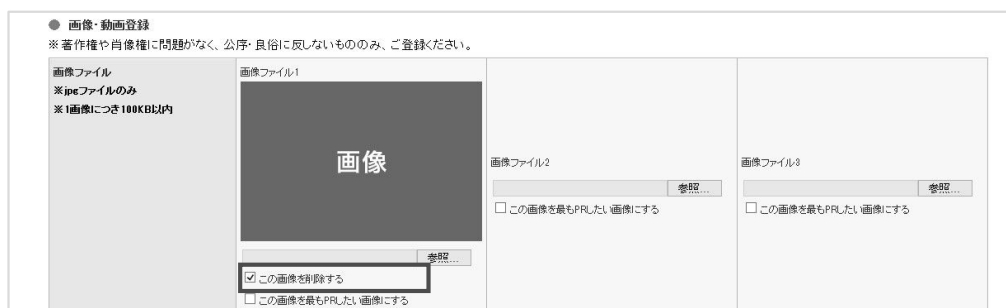 ● 画像・動画登録
※著作権や肖像権に問題がなく、公序・良俗に反しないもののみ、ご登録ください。
画像ファイル
※jpgファイルのみ
※1画像につき100KB以内
画像ファイル1
画像
参照...
この画像を削除する
この画像を最もPRしたい画像にする
画像ファイル2
参照...
この画像を最もPRしたい画像にする
画像ファイル3
参照...
この画像を最もPRしたい画像にする